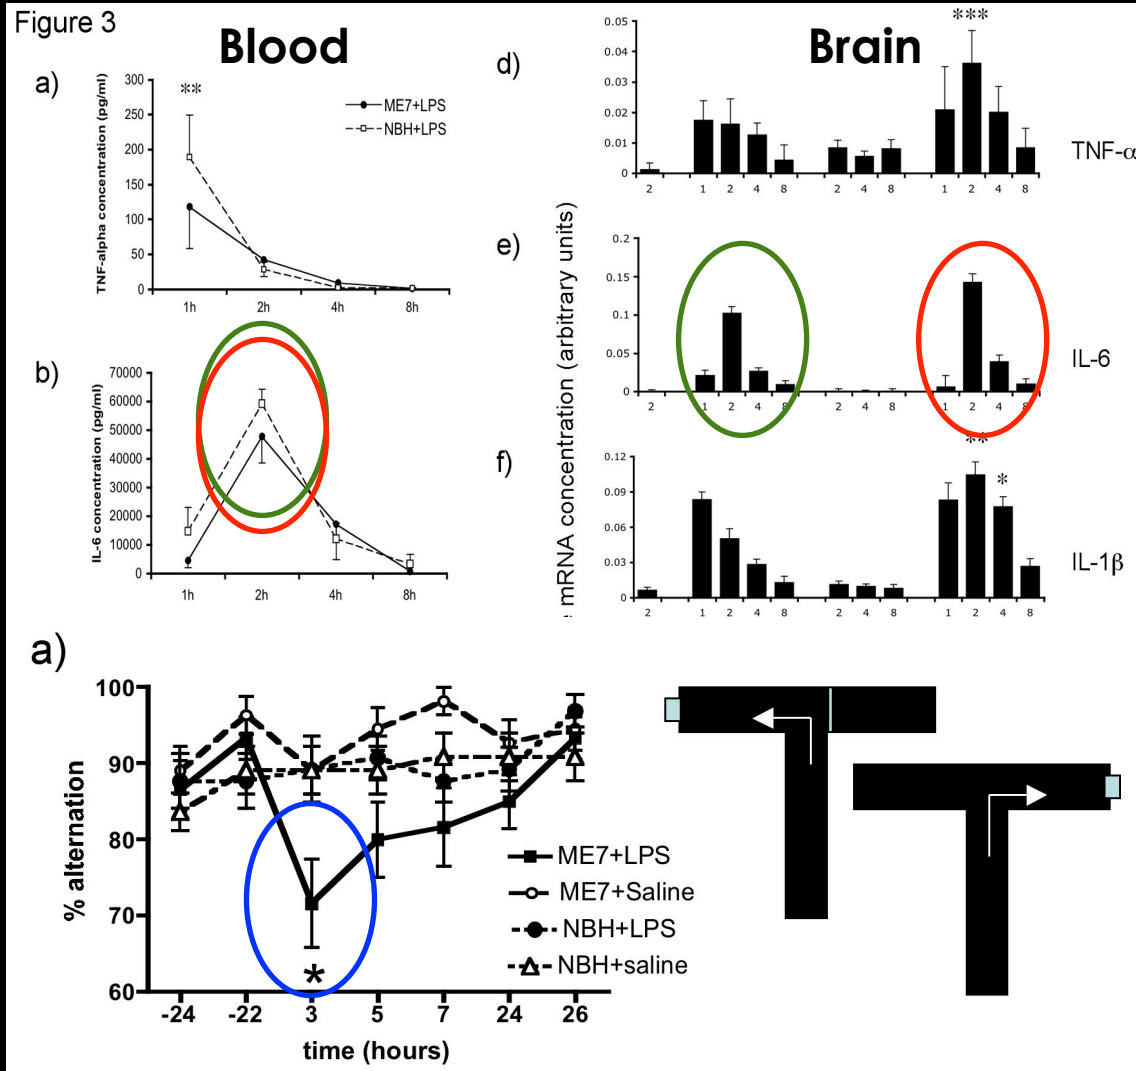 Figure 3
Blood
Brain
a)
TNF-alpha concentration (pg/ml)
300
250
200
150
100
50
0
**
ME7+LPS
NBH+LPS
1h 2h 4h 8h
b)
IL-6 concentration (pg/ml)
70000
60000
50000
40000
30000
20000
10000
0
1h 2h 4h 8h
mRNA concentration (arbitrary units)
d)
0.05
0.04
0.03
0.02
0.01
0
***
2 1 2 4 8 2 4 8 1 2 4 8
TNF-α
e)
0.2
0.15
0.1
0.05
0
2 1 2 4 8 2 4 8 1 2 4 8
IL-6
f)
0.12
0.09
0.06
0.03
0
** *
2 1 2 4 8 2 4 8 1 2 4 8
IL-1β
a)
% alternation
100
90
80
70
60
*
ME7+LPS
ME7+Saline
NBH+LPS
NBH+saline
-24 -22 3 5 7 24 26
time (hours)